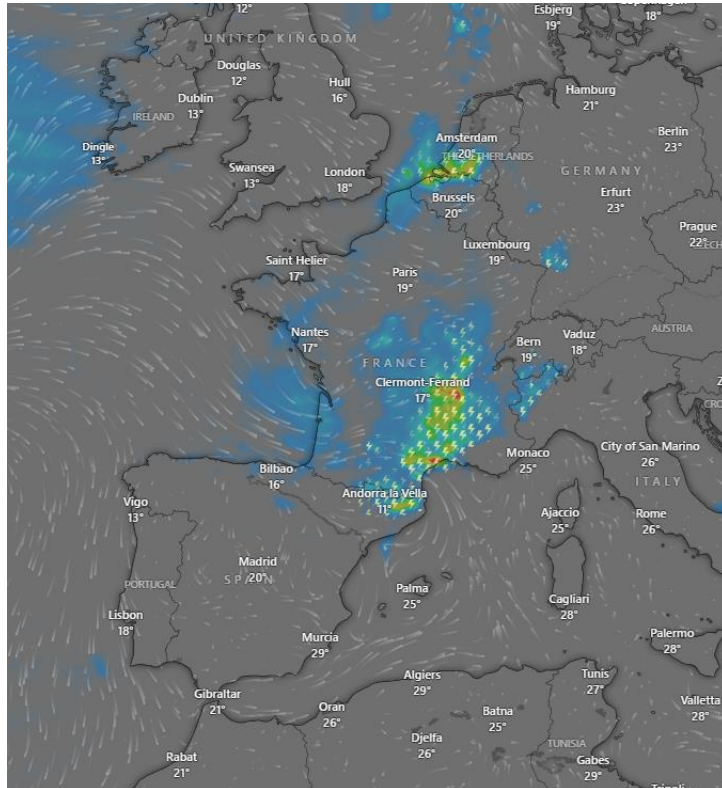 12°
Esbjerg
19°
18°
UNITED KINGDOM
Douglas
12°
Hull
16°
Hamburg
21°
Dublin
13°
IRELAND
Dingle
13°
Amsterdam
20°
THE NETHERLANDS
Berlin
23°
GERMANY
Swansea
13°
London
18°
Brussels
20°
Erfurt
23°
Prague
22°
Luxembourg
19°
Saint Helier
17°
Paris
19°
Nantes
17°
FRANCE
Bern
19°
Vaduz
18°
AUSTRIA
Clermont-Ferrand
17°
Monaco
25°
City of San Marino
26°
ITALY
Bilbao
16°
Vigo
13°
Andorra la Vella
11°
Ajaccio
25°
Rome
26°
Madrid
20°
SPAIN
PORTUGAL
Palma
25°
Cagliari
28°
Lisbon
18°
Murcia
29°
Palermo
28°
Gibraltar
21°
Oran
26°
Algiers
29°
Batna
25°
Tunis
27°
Valletta
28°
Djelfa
26°
TUNISIA
Rabat
21°
Gabes
29°